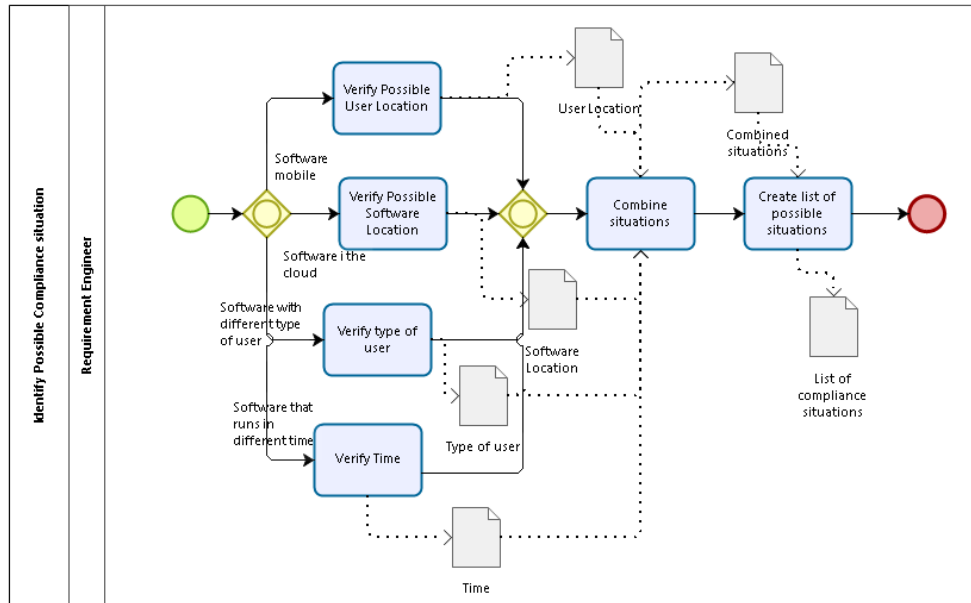 Identify Possible Compliance situation
Requirement Engineer
Verify Possible
User Location
User Location
Combined
situations
Software
mobile
Verify Possible
Software
Location
Combine
situations
Create list of
possible
situations
Software i the
cloud
Software with
different type
of user
Verify type of
user
Software
Location
List of
compliance
situations
Software that
runs in
different time
Verify Time
Type of user
Time